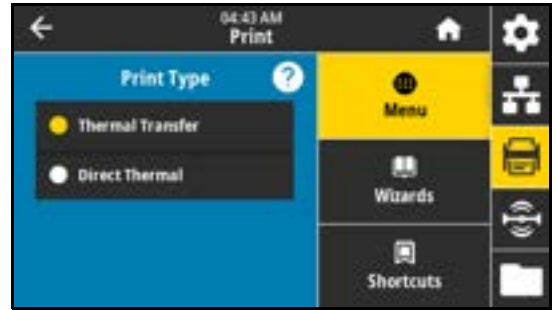 04:43 AM
Print
Print Type
?
Thermal Transfer
Direct Thermal
Menu
Wizards
Shortcuts